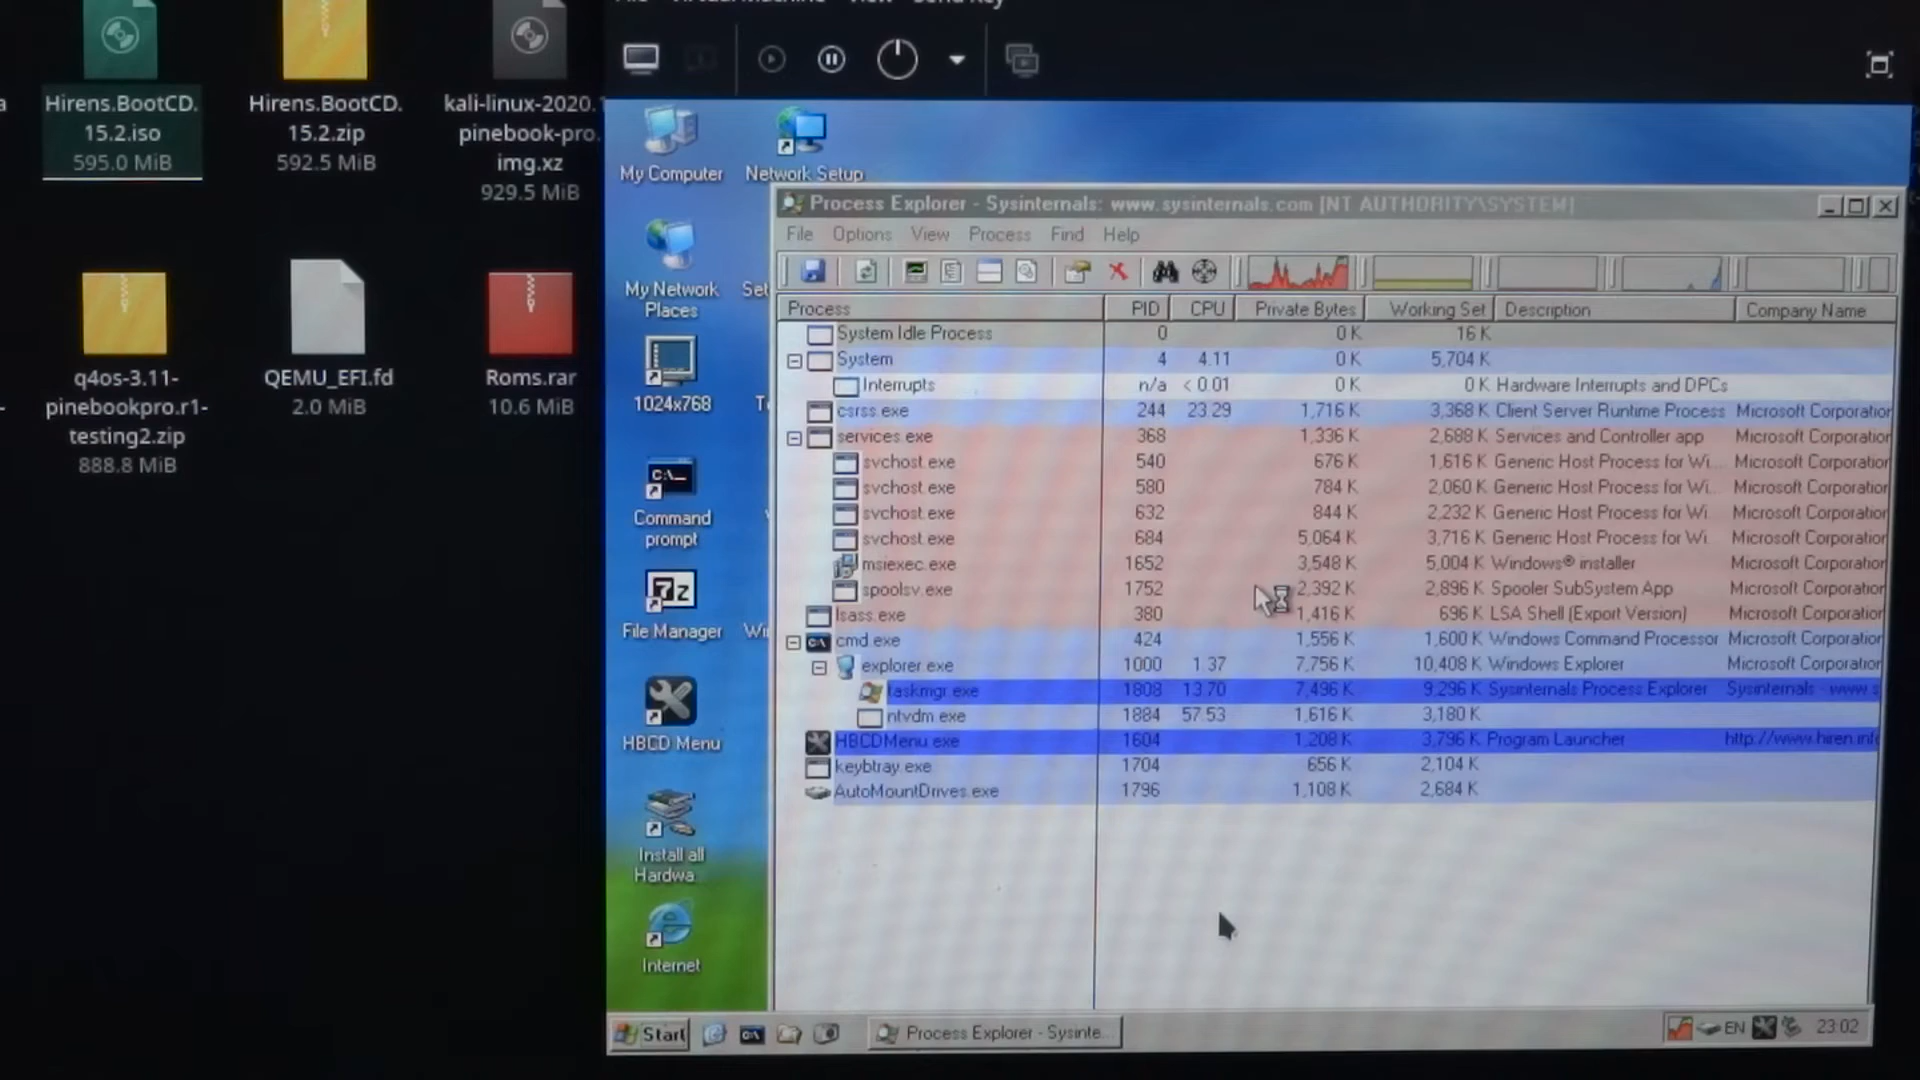 File Virtual Machine View Send Key
Hirens.BootCD.
15.2.iso
595.0 MiB
Hirens.BootCD.
15.2.zip
592.5 MiB
kali-linux-2020.
pinebook-pro.
img.xz
929.5 MiB
q4os-3.11-
pinebookpro.r1-
testing2.zip
888.8 MiB
QEMU_EFI.fd
2.0 MiB
Roms.rar
10.6 MiB
My Computer
Network Setup
My Network
Places
Set
1024x768
Command
prompt
7z
File Manager
Wi
HBCD Menu
Install all
Hardwa
Internet
Process Explorer - Sysinternals: www.sysinternals.com [NT AUTHORITY\SYSTEM]
File Options View Process Find Help
Process PID CPU Private Bytes Working Set Description Company Name
System Idle Process 0 0 K 16 K
System 4 4.11 0 K 5,704 K
Interrupts n/a < 0.01 0 K 0 K Hardware Interrupts and DPCs
csrss.exe 244 23.29 1,716 K 3,368 K Client Server Runtime Process Microsoft Corporation
services.exe 368 1,336 K 2,688 K Services and Controller app Microsoft Corporation
svchost.exe 540 676 K 1,616 K Generic Host Process for Wi... Microsoft Corporation
svchost.exe 580 784 K 2,060 K Generic Host Process for Wi... Microsoft Corporation
svchost.exe 632 844 K 2,232 K Generic Host Process for Wi... Microsoft Corporation
svchost.exe 684 5,064 K 3,716 K Generic Host Process for Wi... Microsoft Corporation
msiexec.exe 1652 3,548 K 5,004 K Windows® installer Microsoft Corporation
spoolsv.exe 1752 2,392 K 2,896 K Spooler SubSystem App Microsoft Corporation
lsass.exe 380 1,416 K 696 K LSA Shell (Export Version) Microsoft Corporation
cmd.exe 424 1,556 K 1,600 K Windows Command Processor Microsoft Corporation
explorer.exe 1000 1.37 7,756 K 10,408 K Windows Explorer Microsoft Corporation
taskmgr.exe 1808 13.70 7,496 K 9,296 K Sysinternals Process Explorer Sysinternals - www.s
ntvdm.exe 1884 57.53 1,616 K 3,180 K
HBCDMenu.exe 1604 1,208 K 3,796 K Program Launcher http://www.hiren.info
keybtray.exe 1704 656 K 2,104 K
AutoMountDrives.exe 1796 1,108 K 2,684 K
Start
Process Explorer - Sysinte...
EN
23:02